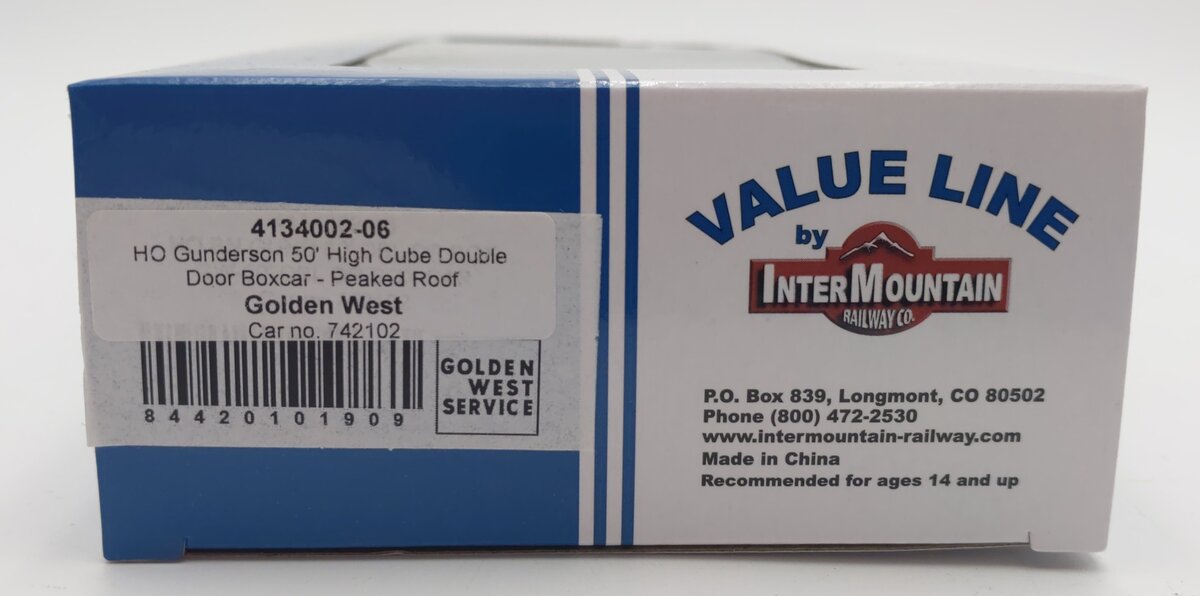 4134002-06
HO Gunderson 50' High Cube Double
Door Boxcar - Peaked Roof
Golden West
Car no. 742102
84420101909
GOLDEN
WEST
SERVICE
VALUE LINE
by
INTERMOUNTAIN
RAILWAY CO.
P.O. Box 839, Longmont, CO 80502
Phone (800) 472-2530
www.intermountain-railway.com
Made in China
Recommended for ages 14 and up